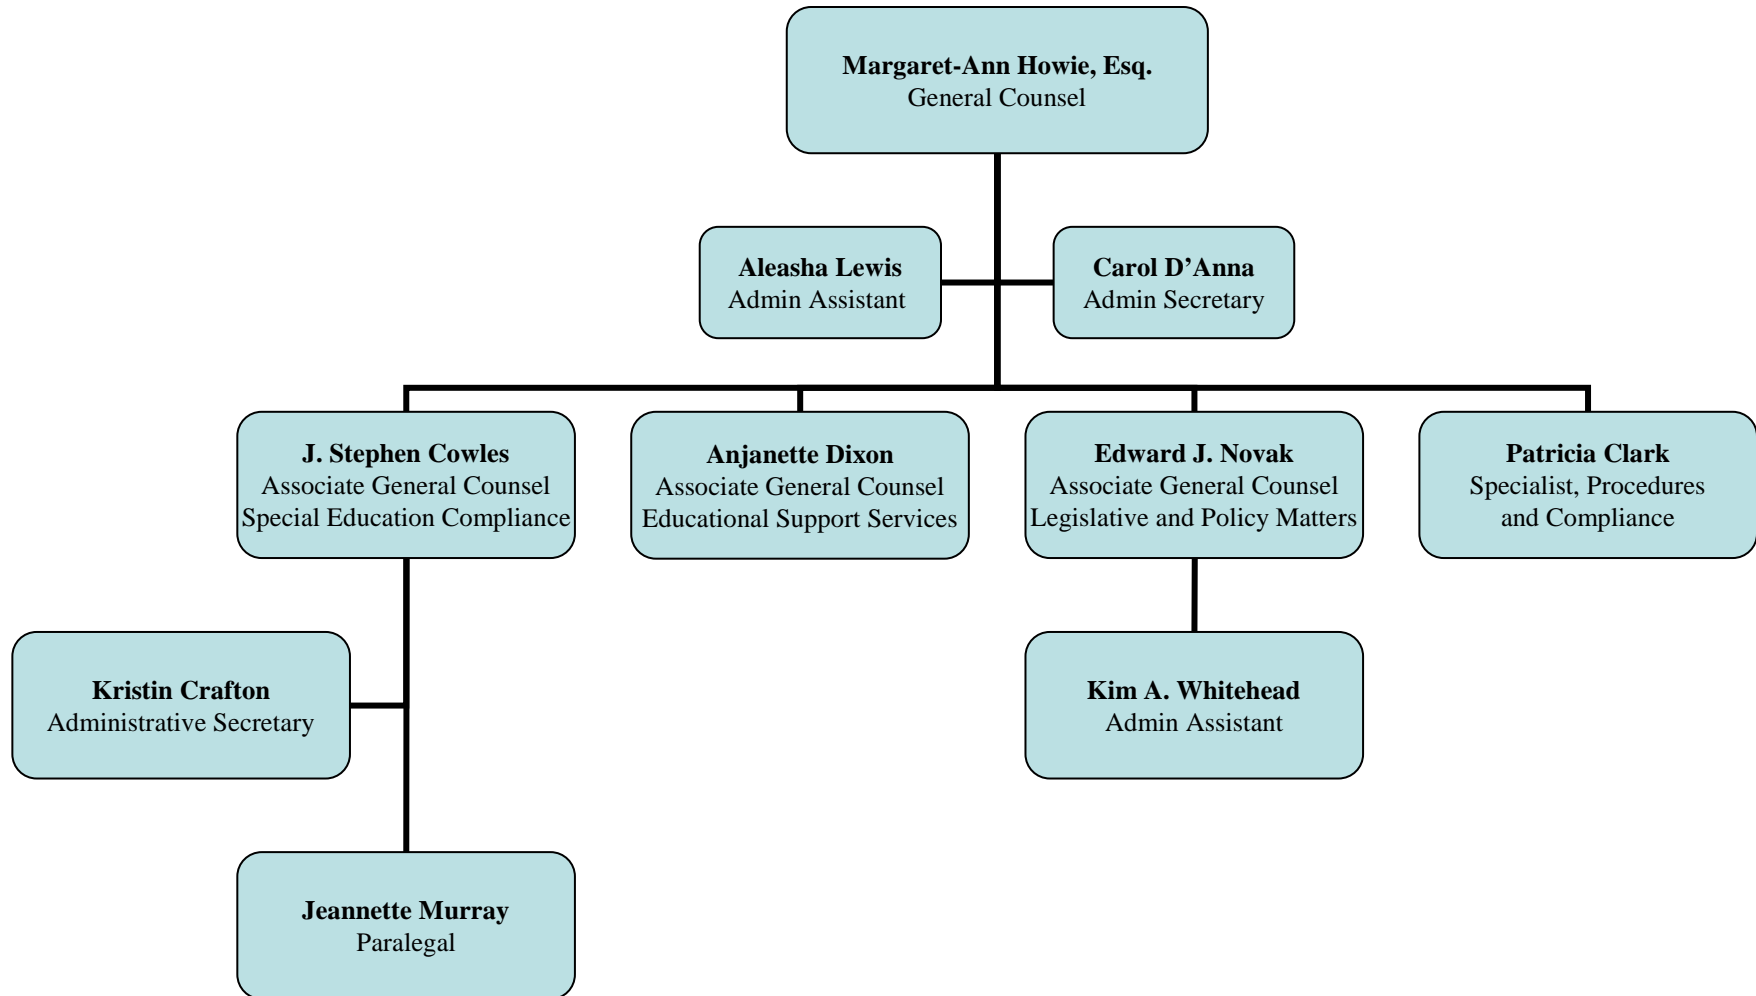 Margaret-Ann Howie, Esq.
General Counsel
Aleasha Lewis
Admin Assistant
Carol D’Anna
Admin Secretary
J. Stephen Cowles
Associate General Counsel
Special Education Compliance
Anjanette Dixon
Associate General Counsel
Educational Support Services
Edward J. Novak
Associate General Counsel
Legislative and Policy Matters
Patricia Clark
Specialist, Procedures
and Compliance
Kristin Crafton
Administrative Secretary
Kim A. Whitehead
Admin Assistant
Jeannette Murray
Paralegal